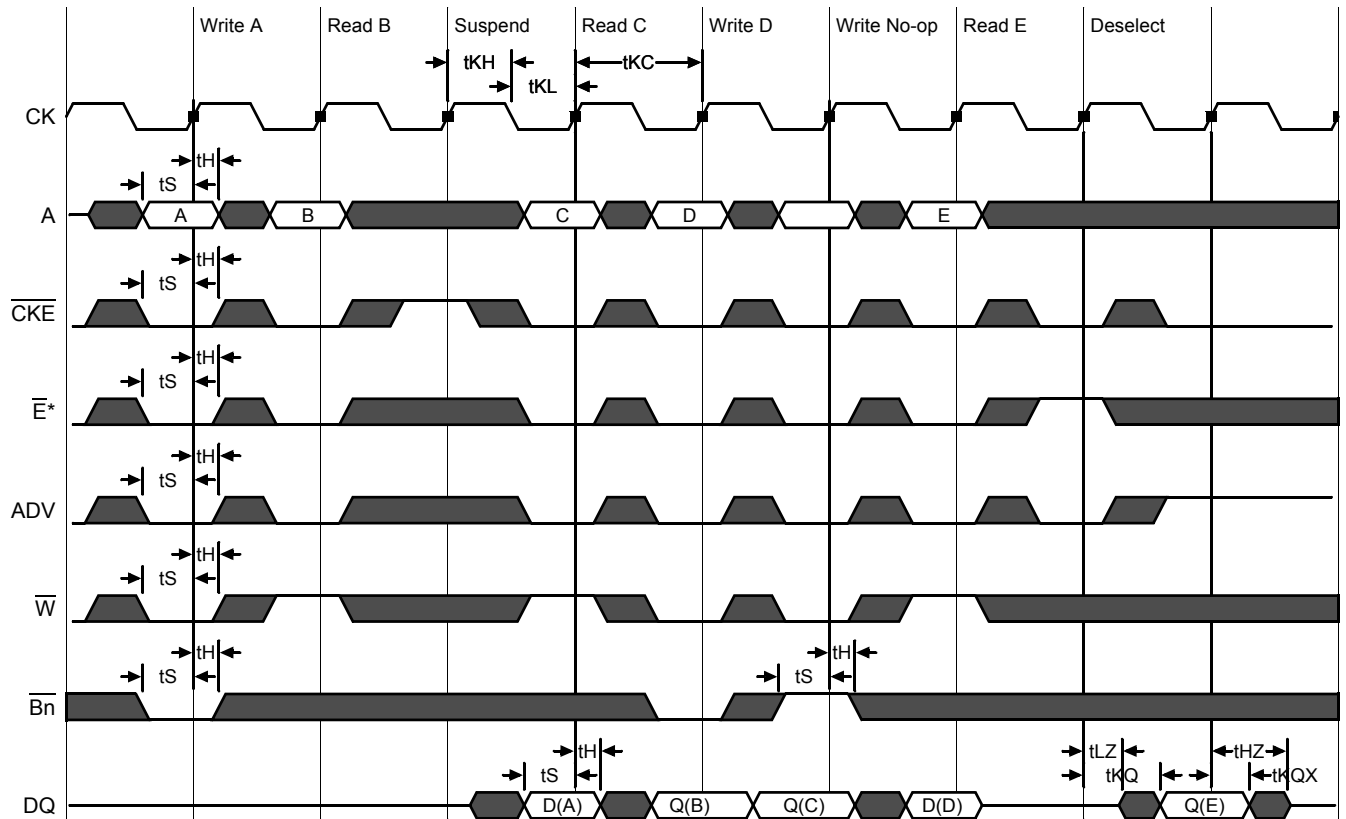 Write A Read B Suspend Read C Write D Write No-op Read E Deselect
tKH tKC
tKL
CK
tH
tS
A A B C D E
tH
tS
CKE
tH
tS
E*
tH
tS
ADV
tH
tS
W
tH tH
tS tS
Bn
tH tLZ tHZ
tS tKQ tKQX
DQ D(A) Q(B) Q(C) D(D) Q(E)